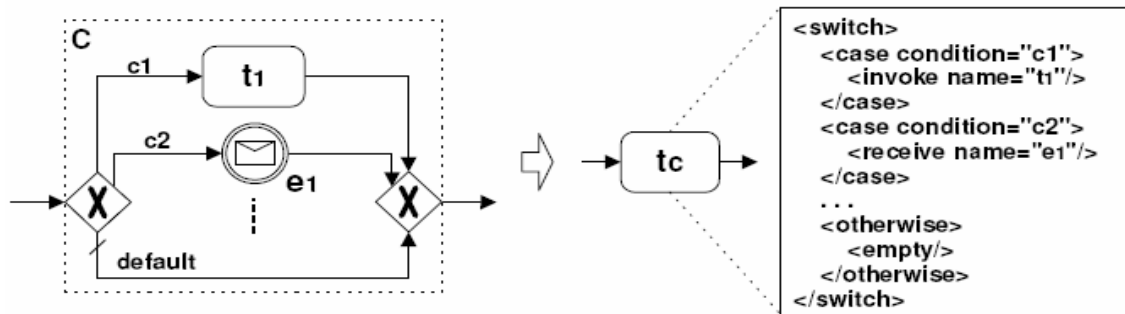 C
c1
t1
c2
e1
X
X
default
tc
<switch>
<case condition="c1">
<invoke name="t1"/>
</case>
<case condition="c2">
<receive name="e1"/>
</case>
. . .
<otherwise>
<empty/>
</otherwise>
</switch>